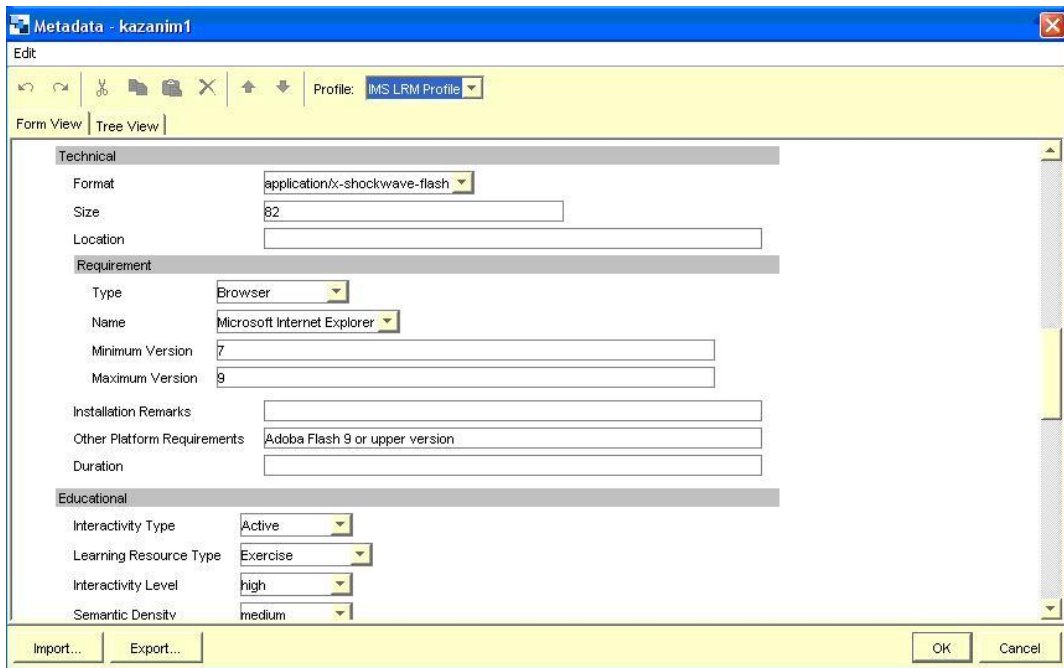 Metadata - kazanim1
Edit
Profile: IMS LRM Profile
Form View Tree View
Technical
Format application/x-shockwave-flash
Size 82
Location
Requirement
Type Browser
Name Microsoft Internet Explorer
Minimum Version 7
Maximum Version 9
Installation Remarks
Other Platform Requirements Adoba Flash 9 or upper version
Duration
Educational
Interactivity Type Active
Learning Resource Type Exercise
Interactivity Level high
Semantic Density medium
Import... Export... OK Cancel